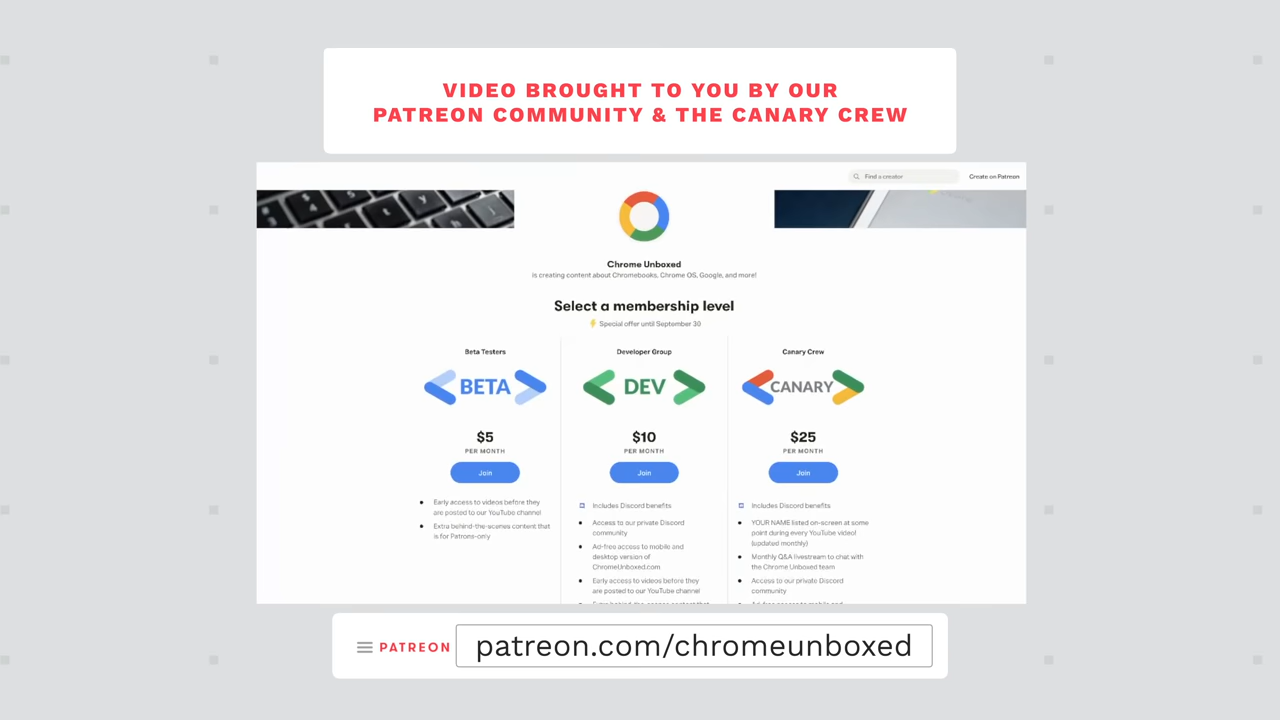 VIDEO BROUGHT TO YOU BY OUR
PATREON COMMUNITY & THE CANARY CREW
Find a creator
Create on Patreon
Chrome Unboxed
is creating content about Chromebooks, Chrome OS, Google, and more!
Select a membership level
Special offer until September 30
Beta Testers
BETA
$5
PER MONTH
Join
Early access to videos before they
are posted to our YouTube channel
Extra behind-the-scenes content that
is for Patrons-only
Developer Group
DEV
$10
PER MONTH
Join
Includes Discord benefits
Access to our private Discord
community
Ad-free access to mobile and
desktop version of
ChromeUnboxed.com
Early access to videos before they
are posted to our YouTube channel
Canary Crew
CANARY
$25
PER MONTH
Join
Includes Discord benefits
YOUR NAME listed on-screen at some
point during every YouTube video!
(updated monthly)
Monthly Q&A livestream to chat with
the Chrome Unboxed team
Access to our private Discord
community
PATREON
patreon.com/chromeunboxed